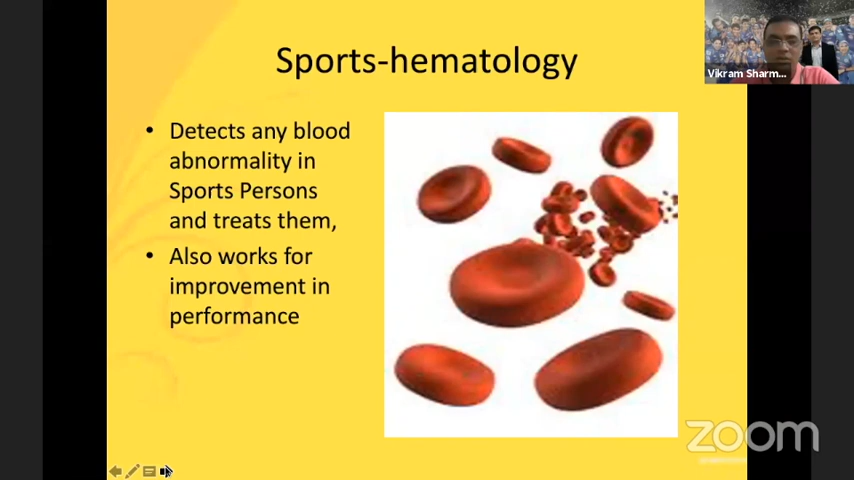 Sports-hematology
Vikram Sharm...
• Detects any blood
abnormality in
Sports Persons
and treats them,
• Also works for
improvement in
performance
zoom